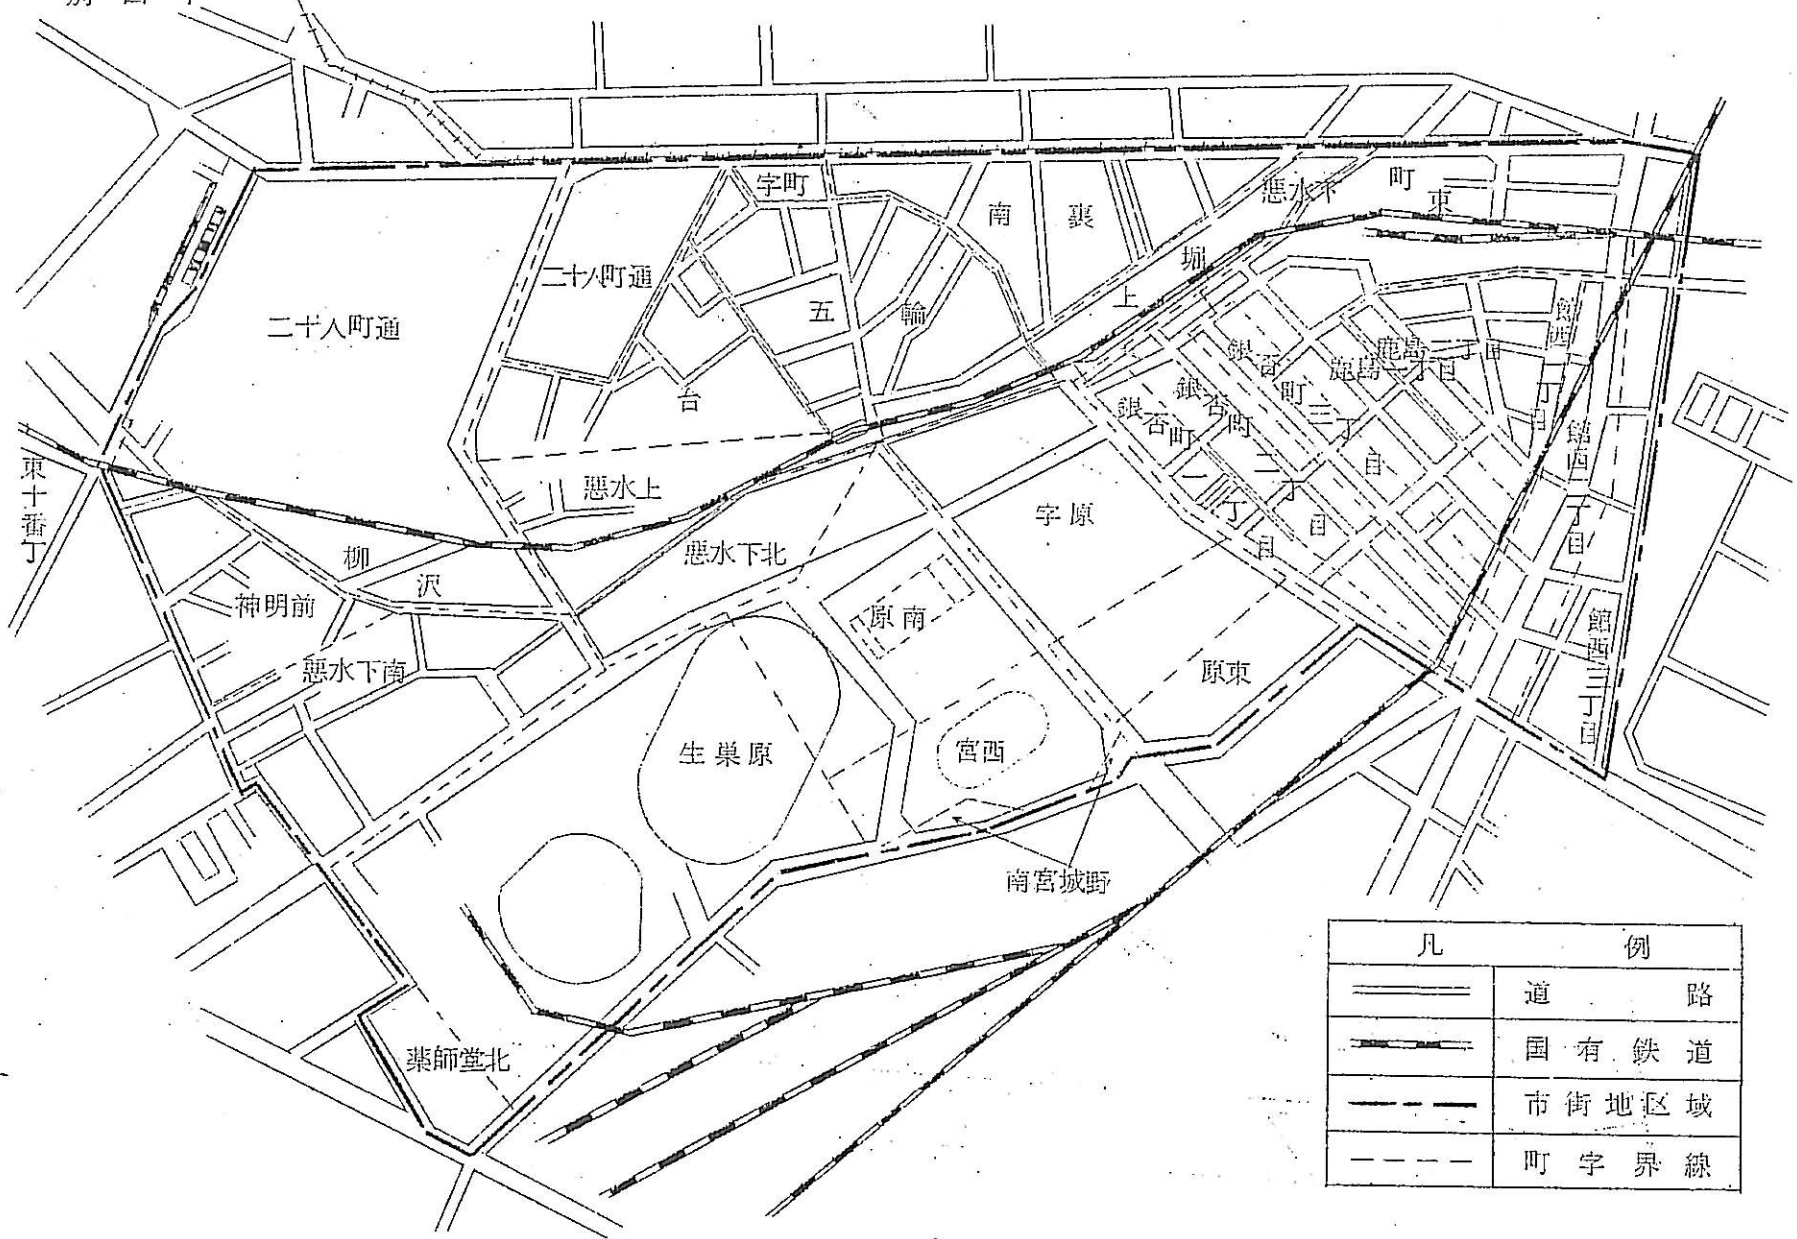 字町
南裏
悪水下
町東
二十人町通
二十人町通
五輪
堀上
台
悪水上
銀杏町一丁目
銀杏町二丁目
銀杏町三丁目
鹿島一丁目
鹿島二丁目
館西一丁目
館西二丁目
館西三丁目
東十番丁
柳沢
神明前
悪水下南
悪水下北
字原
原南
原東
宮西
生巣原
南宮城野
薬師堂北
凡例
道路
国有鉄道
市街地区域
町字界線